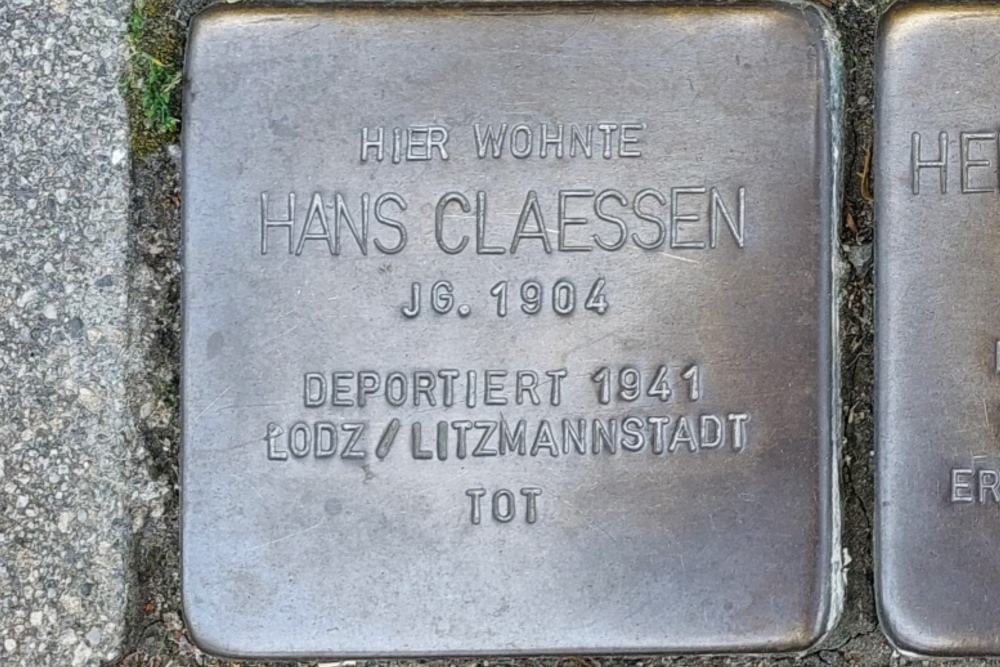 HIER WOHNTE
HANS CLAESSEN
JG. 1904
DEPORTIERT 1941
ŁODZ / LITZMANNSTADT
TOT